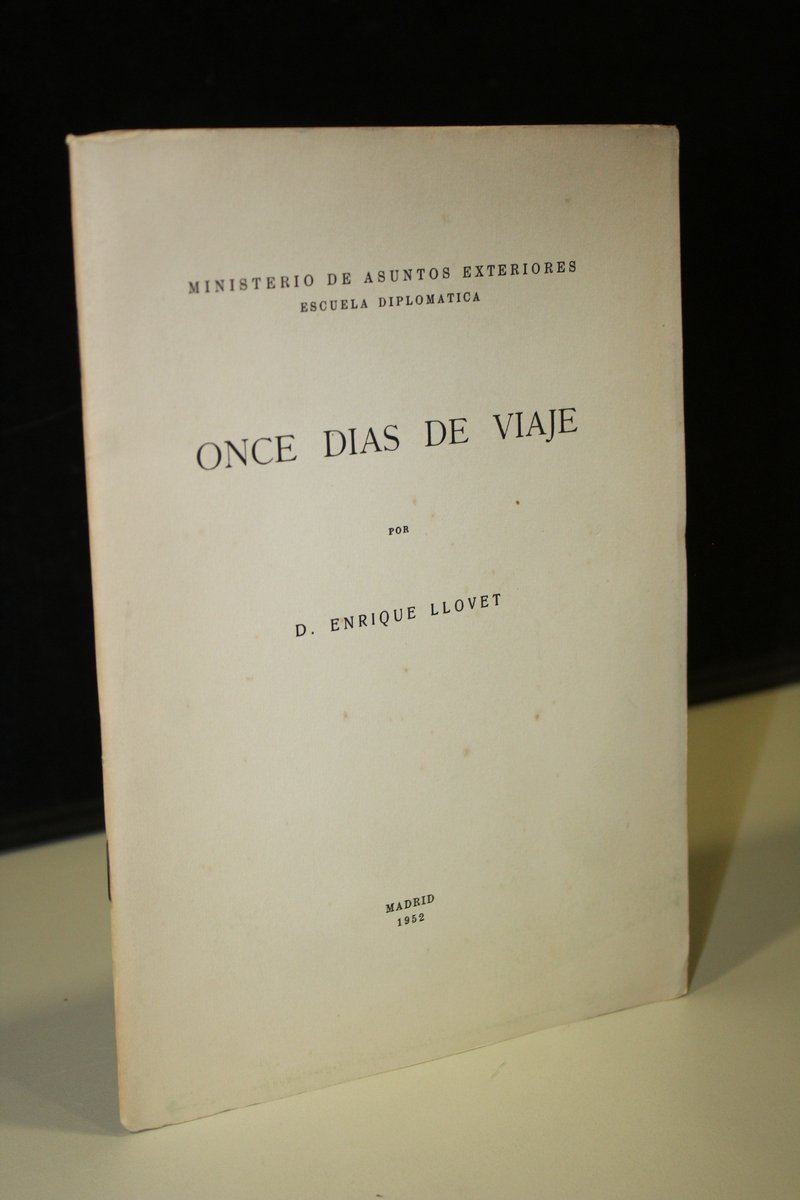 MINISTERIO DE ASUNTOS EXTERIORES
ESCUELA DIPLOMATICA
ONCE DIAS DE VIAJE
POR
D. ENRIQUE LLOVET
MADRID
1952